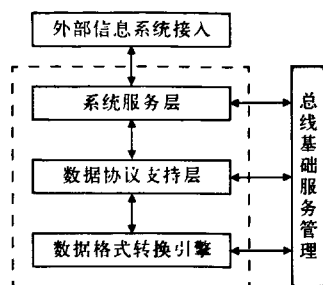 外部信息系统接入
系统服务层
数据协议支持层
数据格式转换引擎
总线基础服务管理